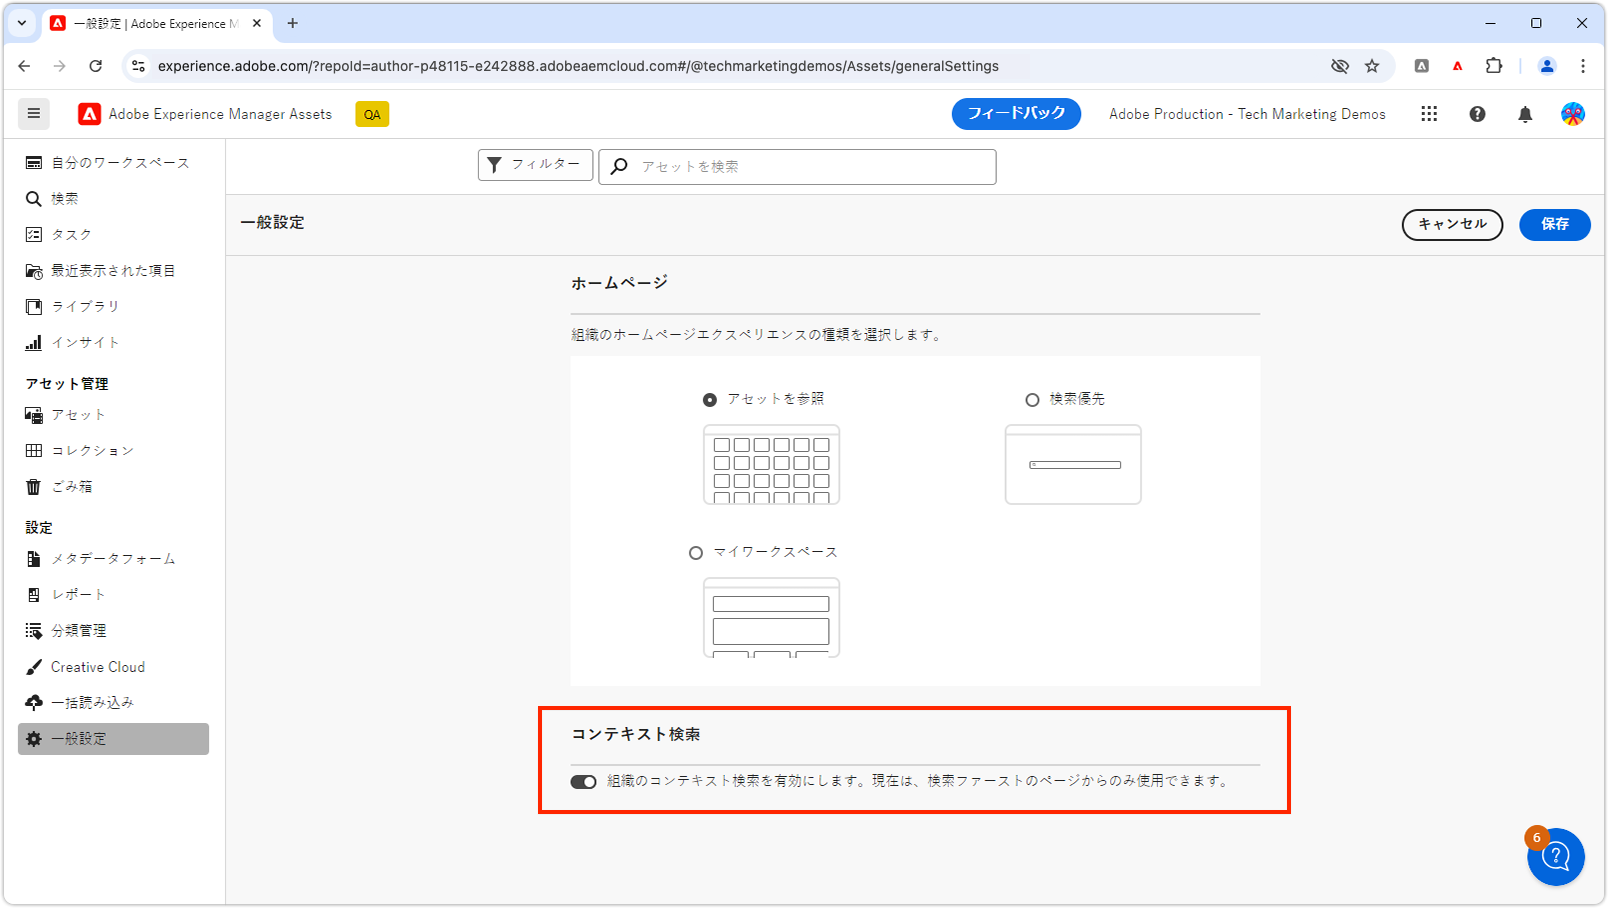 一般設定 | Adobe Experience M
experience.adobe.com/?repoId=author-p48115-e242888.adobeaemcloud.com#/@techmarketingdemos/Assets/generalSettings
Adobe Experience Manager Assets
QA
フィードバック
Adobe Production - Tech Marketing Demos
自分のワークスペース
検索
タスク
最近表示された項目
ライブラリ
インサイト
アセット管理
アセット
コレクション
ごみ箱
設定
メタデータフォーム
レポート
分類管理
Creative Cloud
一括読み込み
一般設定
フィルター
アセットを検索
一般設定
キャンセル
保存
ホームページ
組織のホームページエクスペリエンスの種類を選択します。
アセットを参照
検索優先
マイワークスペース
コンテキスト検索
組織のコンテキスト検索を有効にします。現在は、検索ファーストのページからのみ使用できます。
6